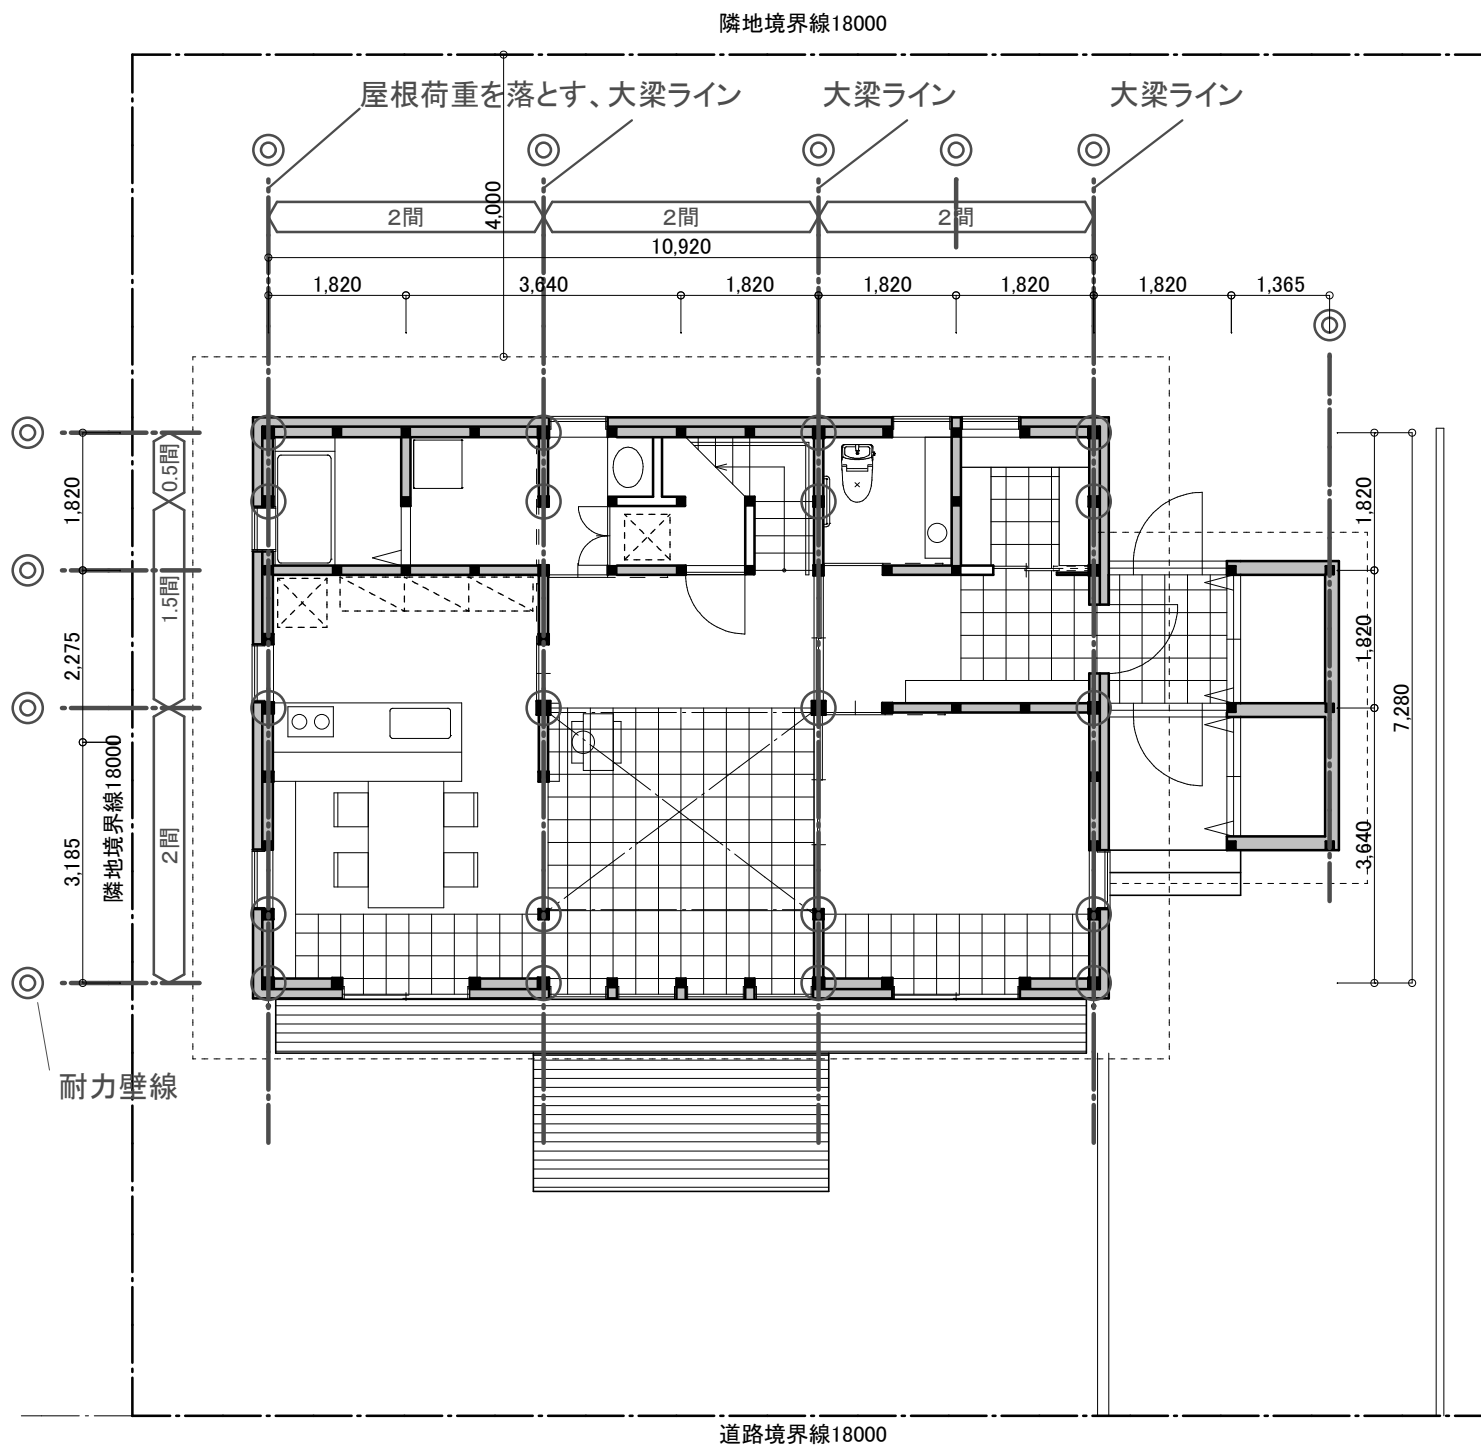 隣地境界線18000
屋根荷重を落とす、大梁ライン
大梁ライン
大梁ライン
4,000
2間
2間
2間
10,920
1,820
3,640
1,820
1,820
1,820
1,820
1,365
0.5間
1,820
1.5間
2,275
2間
3,185
隣地境界線18000
1,820
1,820
7,280
3,640
耐力壁線
道路境界線18000